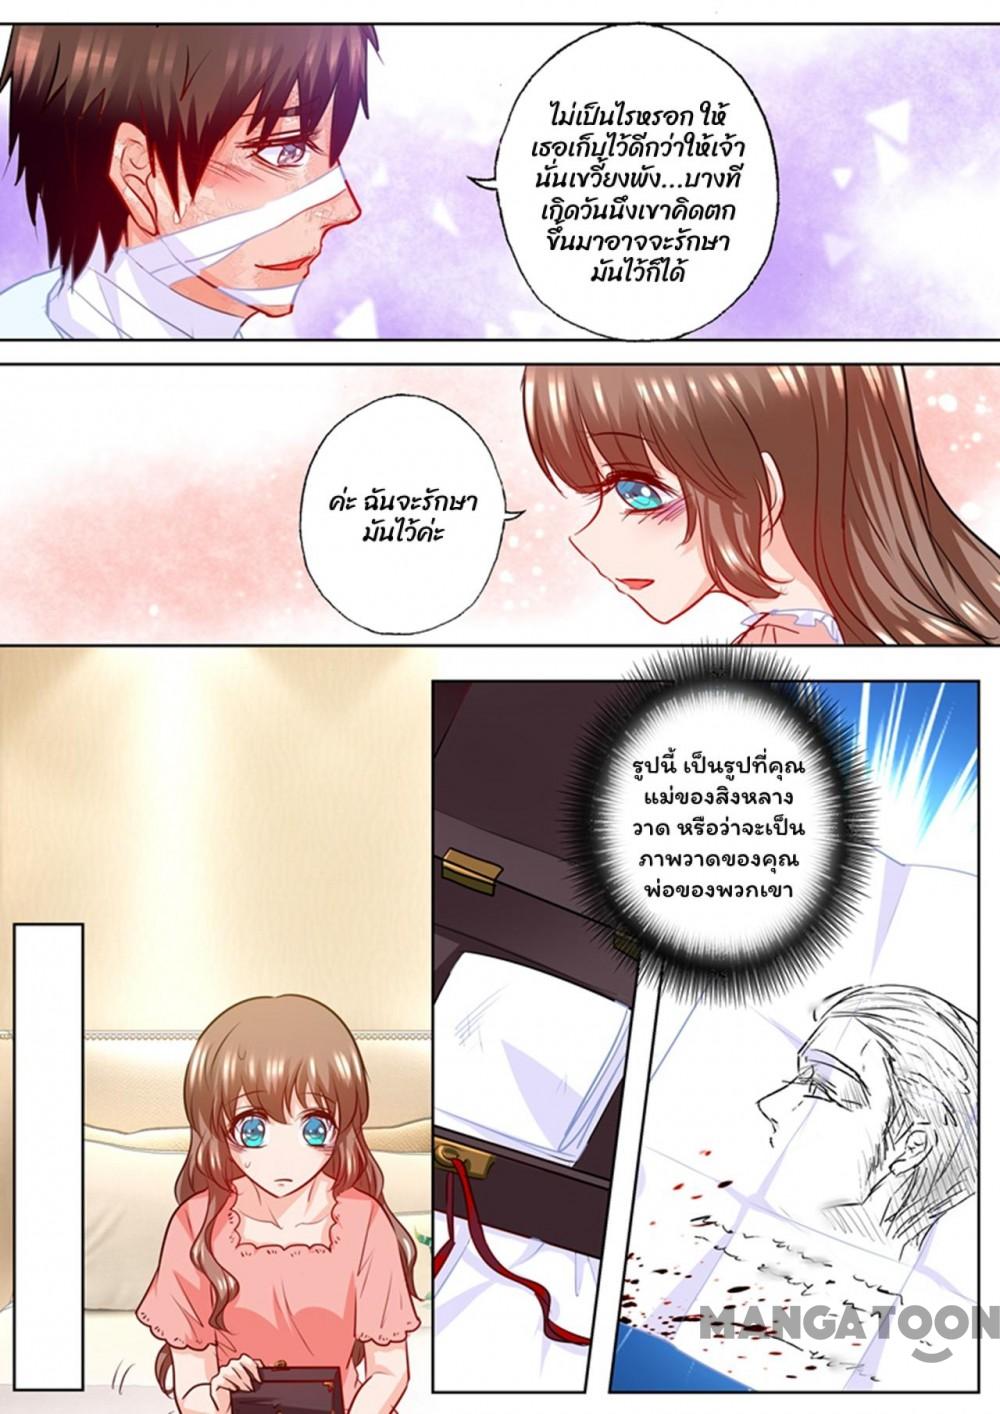 ไม่เป็นไรหรอก ให้
เธอเก็บไว้ดีกว่าให้เจ้า
นั่นเขวี้ยงพัง...บางที
เกิดวันนึงเขาคิดตก
ขึ้นมาอาจจะรักษา
มันไว้ก็ได้
ค่ะ ฉันจะรักษา
มันไว้ค่ะ
รูปนี้ เป็นรูปที่คุณ
แม่ของสิงหลาง
วาด หรือว่าจะเป็น
ภาพวาดของคุณ
พ่อของพวกเขา
MANGATOON